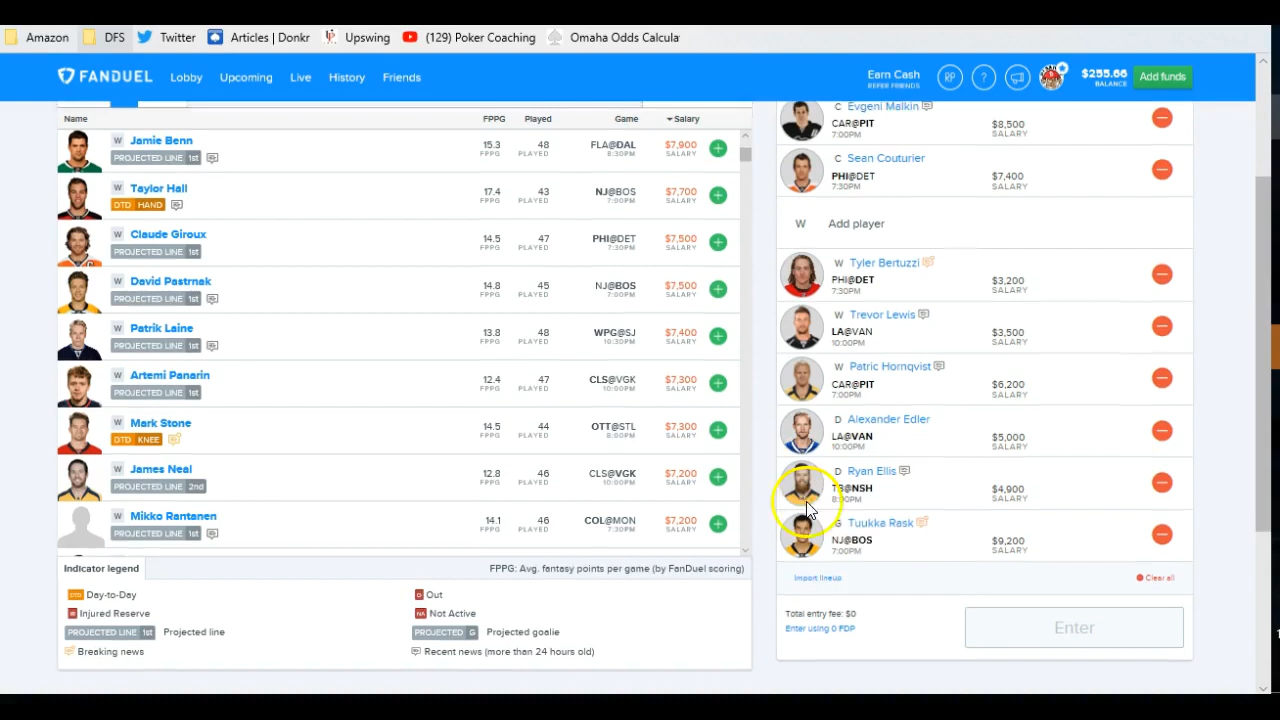 Amazon DFS Twitter Articles | Donkr Upswing (129) Poker Coaching Omaha Odds Calcula
FANDUEL Lobby Upcoming Live History Friends Earn Cash REFER FRIENDS RP ? $255.66 BALANCE Add funds
Name FPPG Played Game Salary
W Jamie Benn PROJECTED LINE 1st 15.3 FPPG 48 PLAYED FLA@DAL 8:30PM $7,900 SALARY
W Taylor Hall DTD HAND 17.4 FPPG 43 PLAYED NJ@BOS 7:00PM $7,700 SALARY
W Claude Giroux PROJECTED LINE 1st 14.5 FPPG 47 PLAYED PHI@DET 7:30PM $7,500 SALARY
W David Pastrnak PROJECTED LINE 1st 14.8 FPPG 45 PLAYED NJ@BOS 7:00PM $7,500 SALARY
W Patrik Laine PROJECTED LINE 1st 13.8 FPPG 48 PLAYED WPG@SJ 10:30PM $7,400 SALARY
W Artemi Panarin PROJECTED LINE 1st 12.4 FPPG 47 PLAYED CLS@VGK 10:00PM $7,300 SALARY
W Mark Stone DTD KNEE 14.5 FPPG 44 PLAYED OTT@STL 8:00PM $7,300 SALARY
W James Neal PROJECTED LINE 2nd 12.8 FPPG 46 PLAYED CLS@VGK 10:00PM $7,200 SALARY
W Mikko Rantanen PROJECTED LINE 1st 14.1 FPPG 46 PLAYED COL@MON 7:30PM $7,200 SALARY
Indicator legend FPPG: Avg. fantasy points per game (by FanDuel scoring)
DTD Day-to-Day O Out
IR Injured Reserve NA Not Active
PROJECTED LINE 1st Projected line PROJECTED G Projected goalie
Breaking news Recent news (more than 24 hours old)
C Evgeni Malkin CAR@PIT 7:00PM $8,500 SALARY
C Sean Couturier PHI@DET 7:30PM $7,400 SALARY
W Add player
W Tyler Bertuzzi PHI@DET 7:30PM $3,200 SALARY
W Trevor Lewis LA@VAN 10:00PM $3,500 SALARY
W Patric Hornqvist CAR@PIT 7:00PM $6,200 SALARY
D Alexander Edler LA@VAN 10:00PM $5,000 SALARY
D Ryan Ellis TB@NSH 8:00PM $4,900 SALARY
G Tuukka Rask NJ@BOS 7:00PM $9,200 SALARY
Import lineup Clear all
Total entry fee: $0
Enter using 0 FDP
Enter